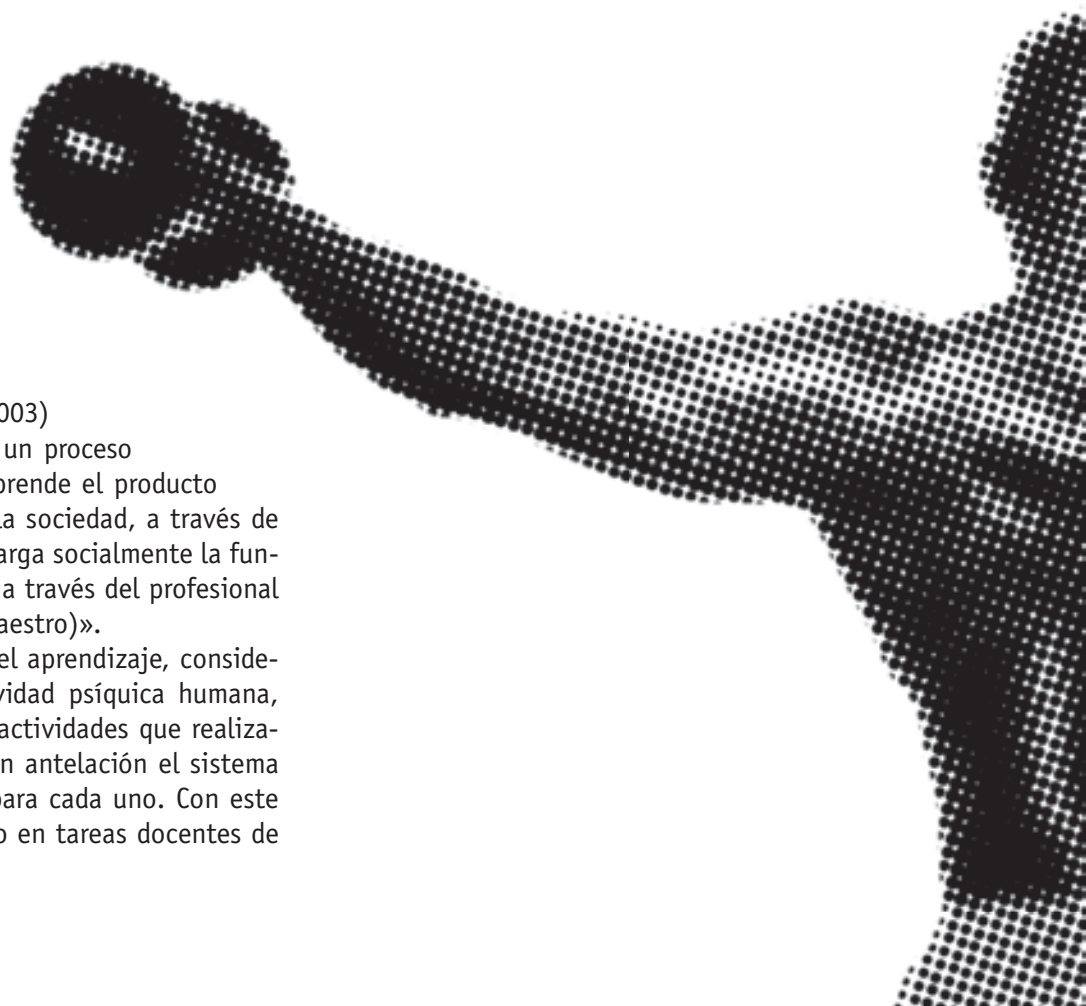 003)
un proceso
prende el producto
la sociedad, a través de
arga socialmente la fun-
a través del profesional
aestro)».
el aprendizaje, conside-
vidad psíquica humana,
actividades que realiza-
n antelación el sistema
para cada uno. Con este
o en tareas docentes de